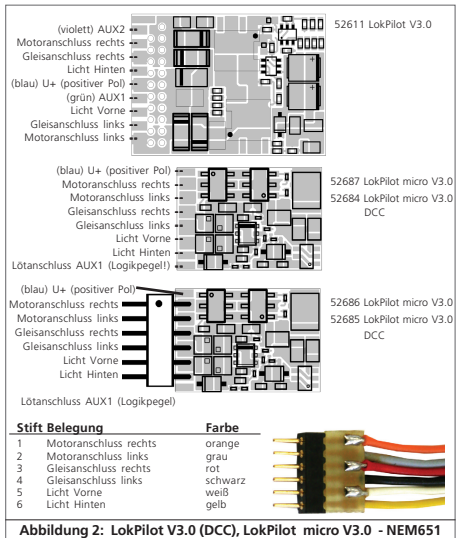 (violett) AUX2
Motoranschluss rechts
Gleisanschluss rechts
Licht Hinten
(blau) U+ (positiver Pol)
(grün) AUX1
Licht Vorne
Gleisanschluss links
Motoranschluss links
52611 LokPilot V3.0
(blau) U+ (positiver Pol)
Motoranschluss rechts
Motoranschluss links
Gleisanschluss rechts
Gleisanschluss links
Licht Vorne
Licht Hinten
Lötanschluss AUX1 (Logikpegel!)
52687 LokPilot micro V3.0
52684 LokPilot micro V3.0
DCC
(blau) U+ (positiver Pol)
Motoranschluss rechts
Motoranschluss links
Gleisanschluss rechts
Gleisanschluss links
Licht Vorne
Licht Hinten
Lötanschluss AUX1 (Logikpegel)
52686 LokPilot micro V3.0
52685 LokPilot micro V3.0
DCC
Stift Belegung Farbe
1 Motoranschluss rechts orange
2 Motoranschluss links grau
3 Gleisanschluss rechts rot
4 Gleisanschluss links schwarz
5 Licht Vorne weiß
6 Licht Hinten gelb
Abbildung 2: LokPilot V3.0 (DCC), LokPilot micro V3.0 - NEM651